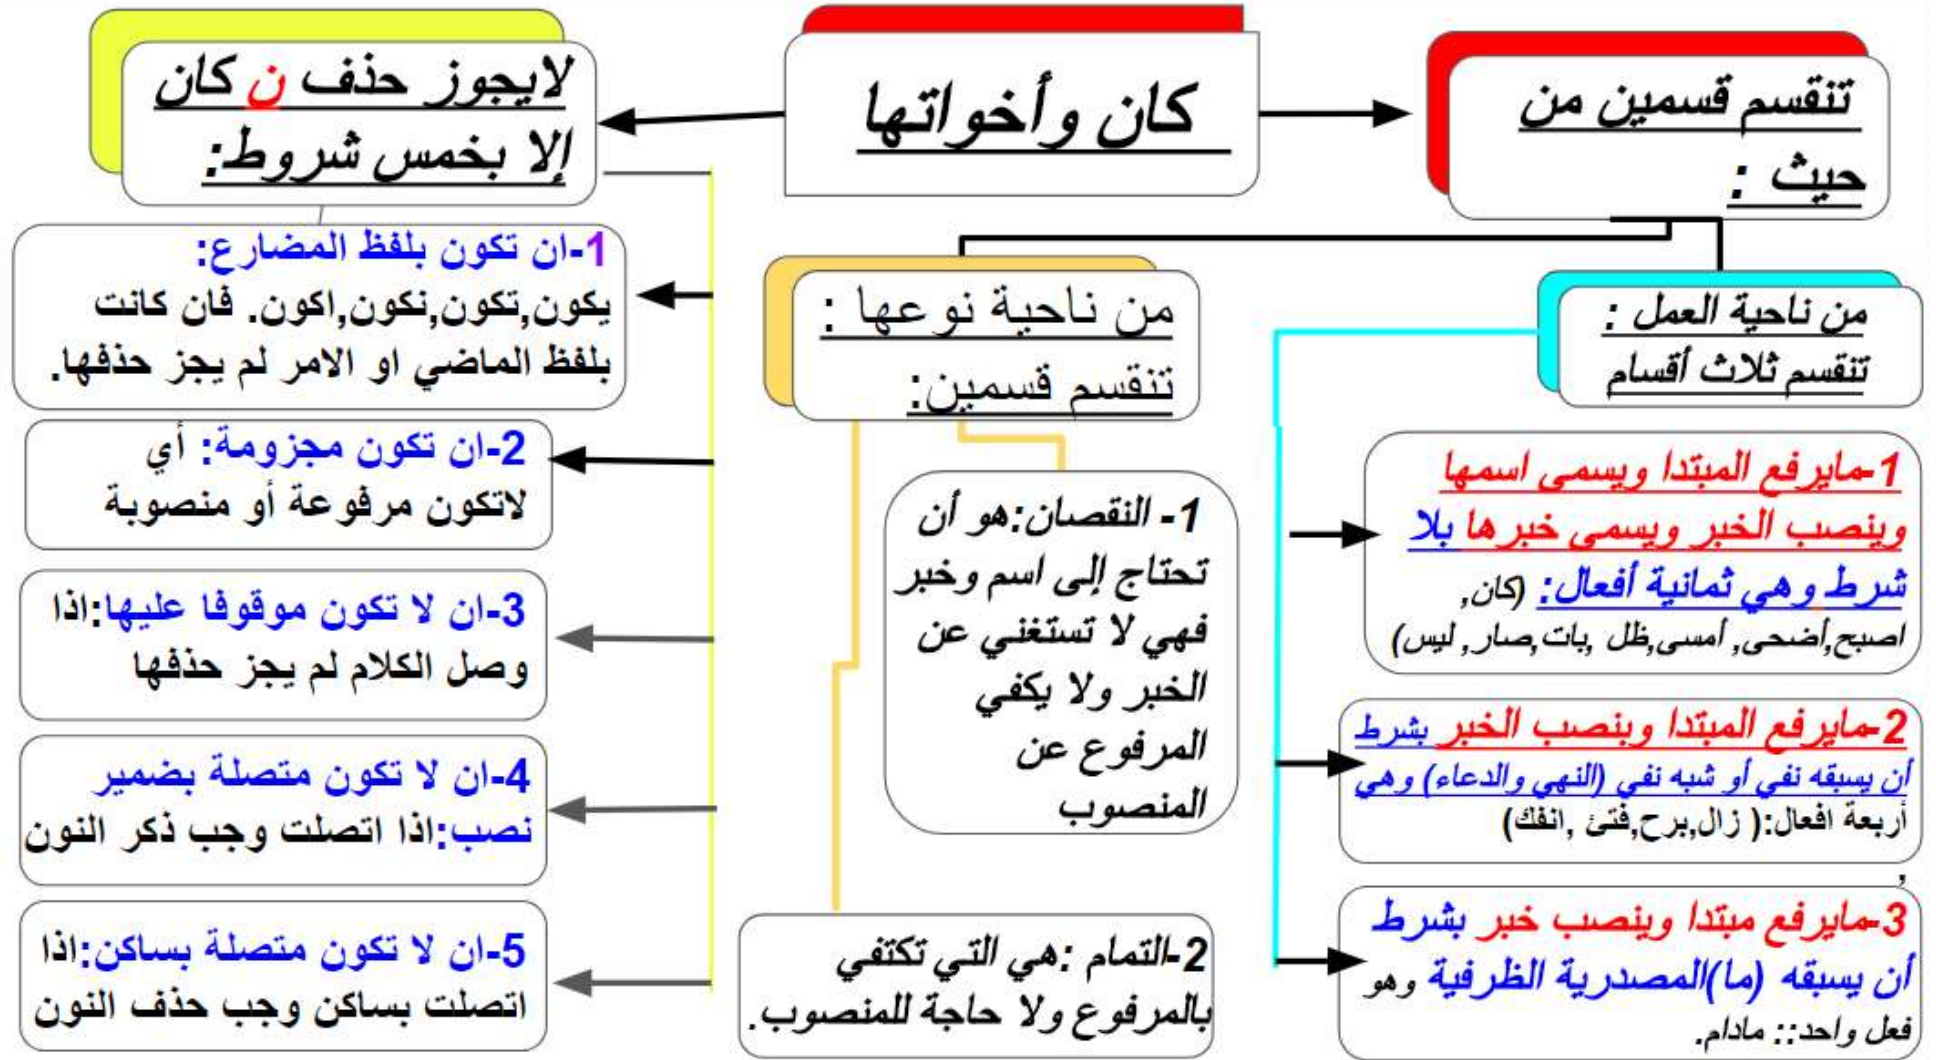 كان وأخواتها
تنقسم قسمين من
حيث :
من ناحية العمل :
تنقسم ثلاث أقسام
1-مايرفع المبتدا ويسمى اسمها
وينصب الخبر ويسمى خبرها بلا
شرط وهي ثمانية أفعال: (كان,
اصبح,أضحى, أمسى,ظل ,بات,صار, ليس)
2-مايرفع المبتدا وينصب الخبر بشرط
أن يسبقه نفي أو شبه نفي (النهي والدعاء) وهي
أربعة افعال:( زال,برح,فتئ ,انفك)
,
3-مايرفع مبتدا وينصب خبر بشرط
أن يسبقه (ما)المصدرية الظرفية وهو
فعل واحد:: مادام.
من ناحية نوعها :
تنقسم قسمين:
1- النقصان:هو أن
تحتاج إلى اسم وخبر
فهي لا تستغني عن
الخبر ولا يكفي
المرفوع عن
المنصوب
2-التمام :هي التي تكتفي
بالمرفوع ولا حاجة للمنصوب.
لايجوز حذف ن كان
إلا بخمس شروط:
1-ان تكون بلفظ المضارع:
يكون,تكون,نكون,اكون. فان كانت
بلفظ الماضي او الامر لم يجز حذفها.
2-ان تكون مجزومة: أي
لاتكون مرفوعة أو منصوبة
3-ان لا تكون موقوفا عليها:اذا
وصل الكلام لم يجز حذفها
4-ان لا تكون متصلة بضمير
نصب:اذا اتصلت وجب ذكر النون
5-ان لا تكون متصلة بساكن:اذا
اتصلت بساكن وجب حذف النون